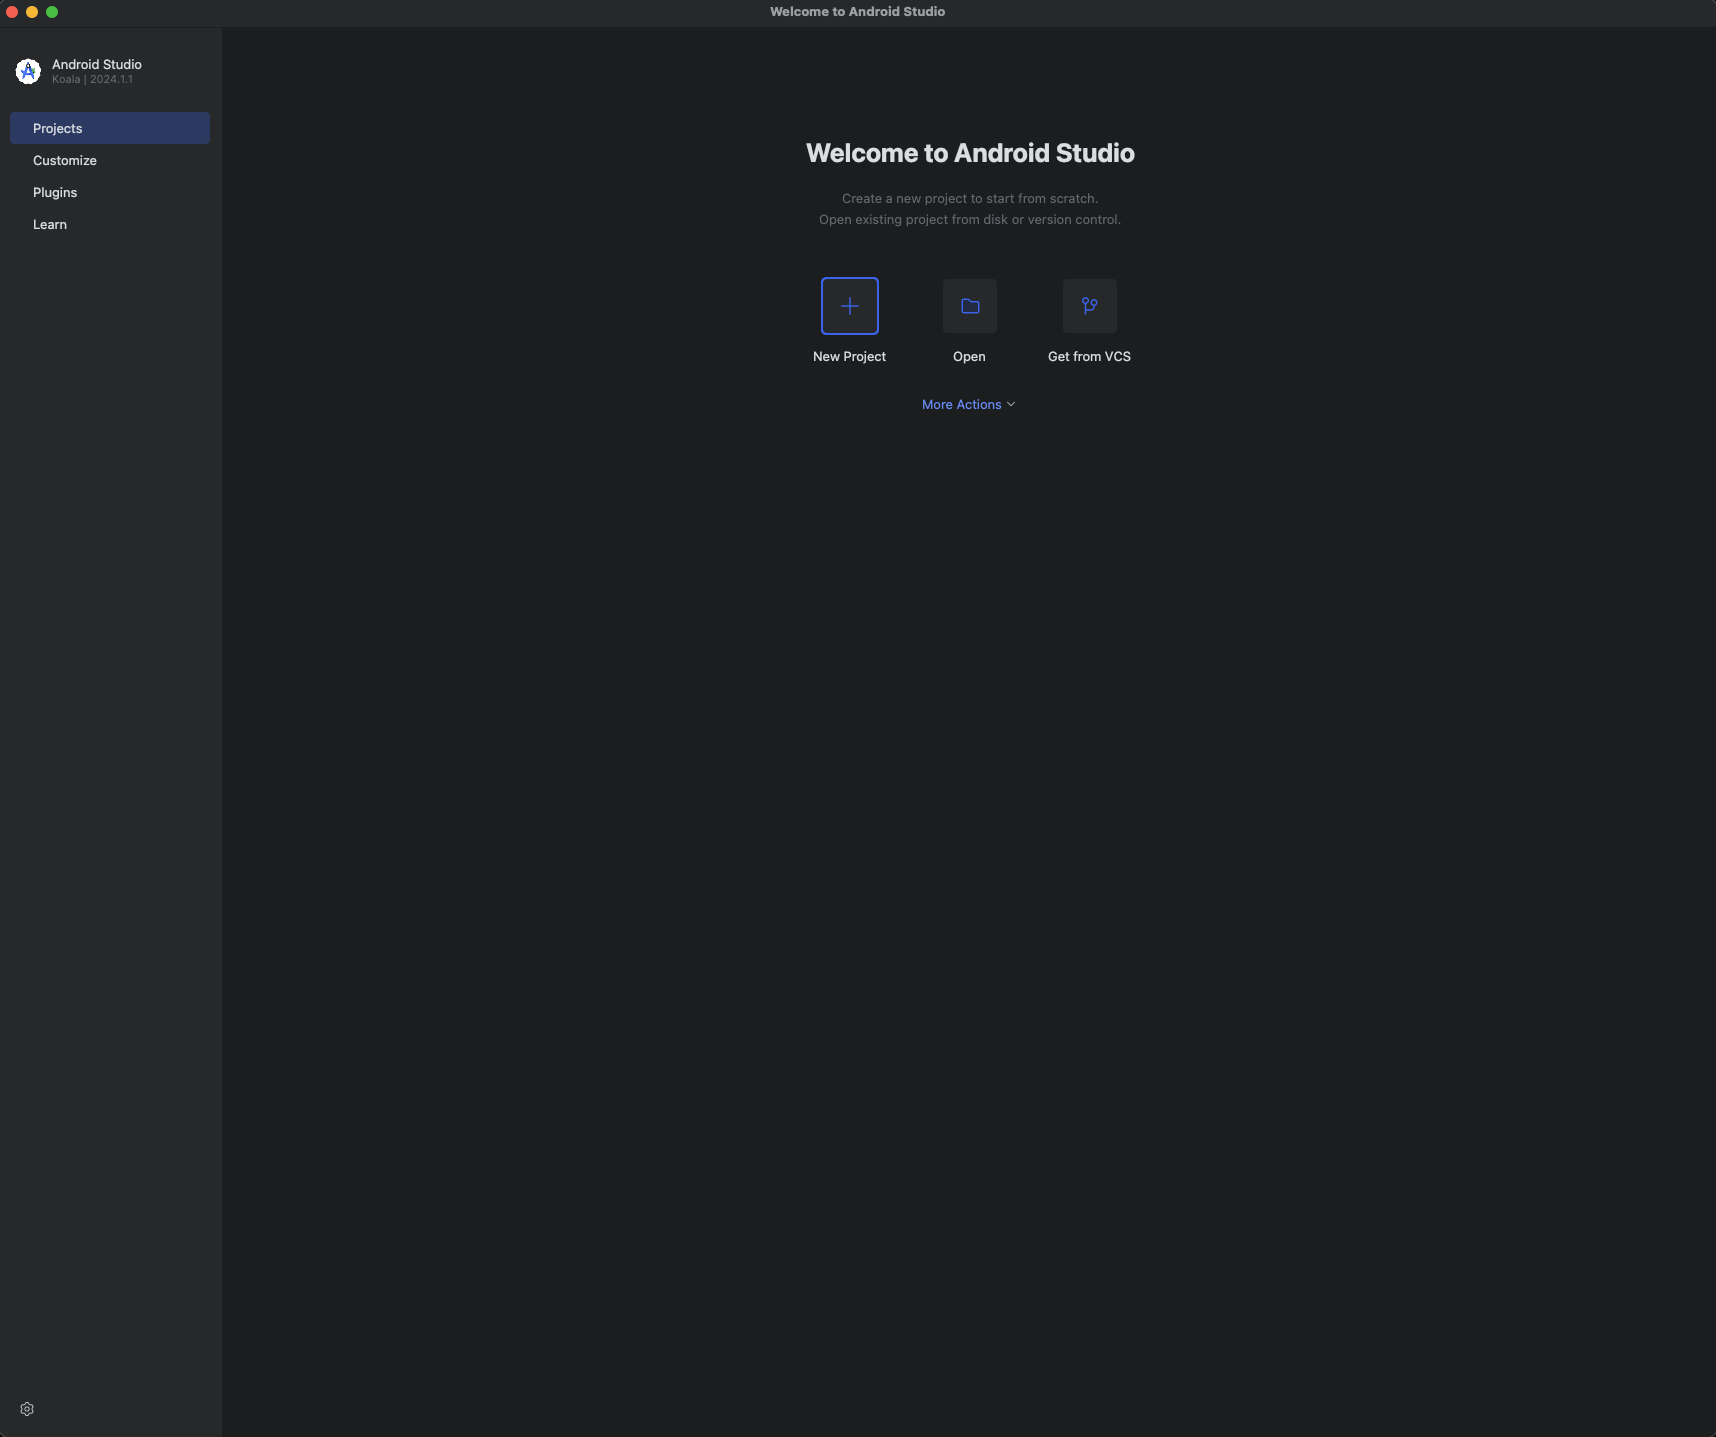 Welcome to Android Studio
Android Studio
Koala | 2024.1.1
Projects
Customize
Plugins
Learn
Welcome to Android Studio
Create a new project to start from scratch.
Open existing project from disk or version control.
New Project
Open
Get from VCS
More Actions